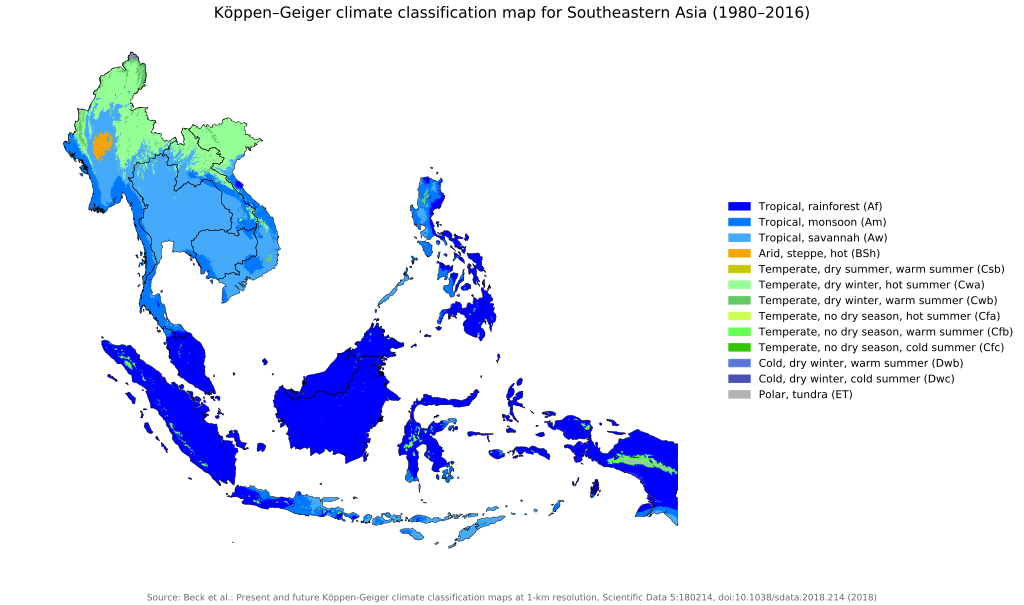 Köppen–Geiger climate classification map for Southeastern Asia (1980–2016)
Tropical, rainforest (Af)
Tropical, monsoon (Am)
Tropical, savannah (Aw)
Arid, steppe, hot (BSh)
Temperate, dry summer, warm summer (Csb)
Temperate, dry winter, hot summer (Cwa)
Temperate, dry winter, warm summer (Cwb)
Temperate, no dry season, hot summer (Cfa)
Temperate, no dry season, warm summer (Cfb)
Temperate, no dry season, cold summer (Cfc)
Cold, dry winter, warm summer (Dwb)
Cold, dry winter, cold summer (Dwc)
Polar, tundra (ET)
Source: Beck et al.: Present and future Köppen-Geiger climate classification maps at 1-km resolution, Scientific Data 5:180214, doi:10.1038/sdata.2018.214 (2018)